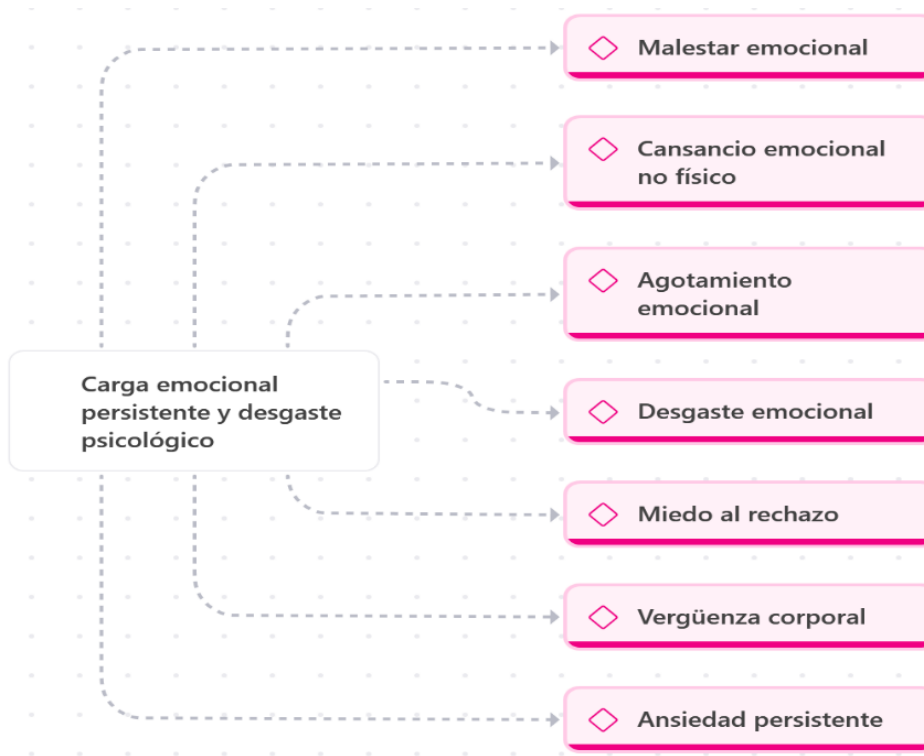 Malestar emocional
Cansancio emocional
no físico
Agotamiento
emocional
Carga emocional
persistente y desgaste
psicológico
Desgaste emocional
Miedo al rechazo
Vergüenza corporal
Ansiedad persistente